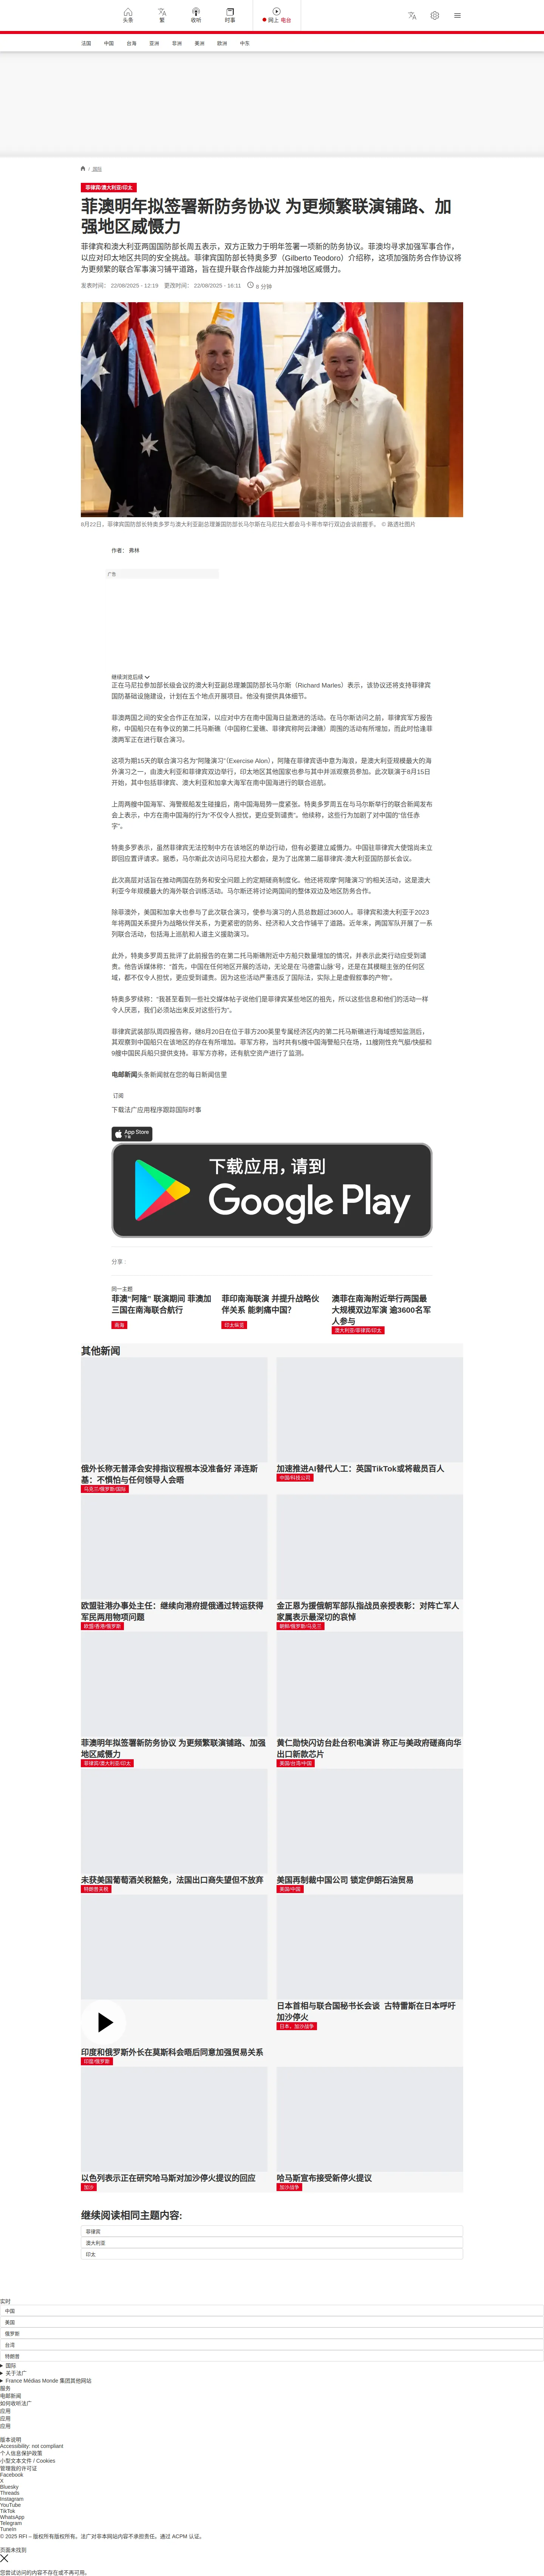 头条
繁
收听
时事
网上 电台
法国
中国
台海
亚洲
非洲
美洲
欧洲
中东
/ 国际
菲律宾/澳大利亚/印太
菲澳明年拟签署新防务协议 为更频繁联演铺路、加
强地区威慑力
菲律宾和澳大利亚两国国防部长周五表示，双方正致力于明年签署一项新的防务协议。菲澳均寻求加强军事合作，
以应对印太地区共同的安全挑战。菲律宾国防部长特奥多罗（Gilberto Teodoro）介绍称，这项加强防务合作协议将
为更频繁的联合军事演习铺平道路，旨在提升联合作战能力并加强地区威慑力。
发表时间： 22/08/2025 - 12:19 更改时间： 22/08/2025 - 16:11 8 分钟
8月22日，菲律宾国防部长特奥多罗与澳大利亚副总理兼国防部长马尔斯在马尼拉大都会马卡蒂市举行双边会谈前握手。 © 路透社图片
作者： 弗林
广告
继续浏览后续
正在马尼拉参加部长级会议的澳大利亚副总理兼国防部长马尔斯（Richard Marles）表示，该协议还将支持菲律宾
国防基础设施建设，计划在五个地点开展项目。他没有提供具体细节。
菲澳两国之间的安全合作正在加深，以应对中方在南中国海日益激进的活动。在马尔斯访问之前，菲律宾军方报告
称，中国船只在有争议的第二托马斯礁（中国称仁爱礁、菲律宾称阿云津礁）周围的活动有所增加，而此时恰逢菲
澳两军正在进行联合演习。
这项为期15天的联合演习名为"阿隆演习"（Exercise Alon），阿隆在菲律宾语中意为海浪，是澳大利亚规模最大的海
外演习之一，由澳大利亚和菲律宾双边举行，印太地区其他国家也参与其中并派观察员参加。此次联演于8月15日
开始，其中包括菲律宾、澳大利亚和加拿大海军在南中国海进行的联合巡航。
上周两艘中国海军、海警舰船发生碰撞后，南中国海局势一度紧张。特奥多罗周五在与马尔斯举行的联合新闻发布
会上表示，中方在南中国海的行为"不仅令人担忧，更应受到谴责"。他续称，这些行为加剧了对中国的"信任赤
字"。
特奥多罗表示，虽然菲律宾无法控制中方在该地区的单边行动，但有必要建立威慑力。中国驻菲律宾大使馆尚未立
即回应置评请求。据悉，马尔斯此次访问马尼拉大都会，是为了出席第二届菲律宾-澳大利亚国防部长会议。
此次高层对话旨在推动两国在防务和安全问题上的定期磋商制度化。他还将观摩"阿隆演习"的相关活动，这是澳大
利亚今年规模最大的海外联合训练活动。马尔斯还将讨论两国间的整体双边及地区防务合作。
除菲澳外，美国和加拿大也参与了此次联合演习，使参与演习的人员总数超过3600人。菲律宾和澳大利亚于2023
年将两国关系提升为战略伙伴关系，为更紧密的防务、经济和人文合作铺平了道路。近年来，两国军队开展了一系
列联合活动，包括海上巡航和人道主义援助演习。
此外，特奥多罗周五批评了此前报告的在第二托马斯礁附近中方船只数量增加的情况，并表示此类行动应受到谴
责。他告诉媒体称："首先，中国在任何地区开展的活动，无论是在'马德雷山脉'号，还是在其模糊主张的任何区
域，都不仅令人担忧，更应受到谴责。因为这些活动严重违反了国际法，实际上是虚假叙事的产物"。
特奥多罗续称："我甚至看到一些社交媒体帖子说他们是菲律宾某些地区的祖先，所以这些信息和他们的活动一样
令人厌恶，我们必须站出来反对这些行为"。
菲律宾武装部队周四报告称，继8月20日在位于菲方200英里专属经济区内的第二托马斯礁进行海域感知监测后，
其观察到中国船只在该地区的存在有所增加。菲军方称，当时共有5艘中国海警船只在场，11艘刚性充气艇/快艇和
9艘中国民兵船只提供支持。菲军方亦称，还有航空资产进行了监测。
电邮新闻头条新闻就在您的每日新闻信里
订阅
下载法广应用程序跟踪国际时事
App Store
下载
下载应用，请到
Google Play
分享 :
同一主题
菲澳"阿隆" 联演期间 菲澳加
三国在南海联合航行
南海
菲印南海联演 并提升战略伙
伴关系 能刺痛中国?
印太纵览
澳菲在南海附近举行两国最
大规模双边军演 逾3600名军
人参与
澳大利亚/菲律宾/印太
其他新闻
俄外长称无普泽会安排指议程根本没准备好 泽连斯
基：不惧怕与任何领导人会晤
乌克兰/俄罗斯/国际
加速推进AI替代人工：英国TikTok或将裁员百人
中国/科技公司
欧盟驻港办事处主任：继续向港府提俄通过转运获得
军民两用物项问题
欧盟/香港/俄罗斯
金正恩为援俄朝军部队指战员亲授表彰：对阵亡军人
家属表示最深切的哀悼
朝鲜/俄罗斯/乌克兰
菲澳明年拟签署新防务协议 为更频繁联演铺路、加强
地区威慑力
菲律宾/澳大利亚/印太
黄仁勋快闪访台赴台积电演讲 称正与美政府磋商向华
出口新款芯片
美国/台湾/中国
未获美国葡萄酒关税豁免，法国出口商失望但不放弃
特朗普关税
美国再制裁中国公司 锁定伊朗石油贸易
美国/中国
日本首相与联合国秘书长会谈 古特雷斯在日本呼吁
加沙停火
日本、加沙战争
印度和俄罗斯外长在莫斯科会晤后同意加强贸易关系
印度/俄罗斯
以色列表示正在研究哈马斯对加沙停火提议的回应
加沙
哈马斯宣布接受新停火提议
加沙战争
继续阅读相同主题内容:
菲律宾
澳大利亚
印太
实时
中国
美国
俄罗斯
台湾
特朗普
国际
关于法广
France Médias Monde 集团其他网站
服务
电邮新闻
如何收听法广
应用
应用
应用
版本说明
Accessibility: not compliant
个人信息保护政策
小型文本文件 / Cookies
管理我的许可证
Facebook
X
Bluesky
Threads
Instagram
YouTube
TikTok
WhatsApp
Telegram
TuneIn
© 2025 RFI – 版权所有版权所有。法广对非本网站内容不承担责任。通过 ACPM 认证。
页面未找到
您尝试访问的内容不存在或不再可用。